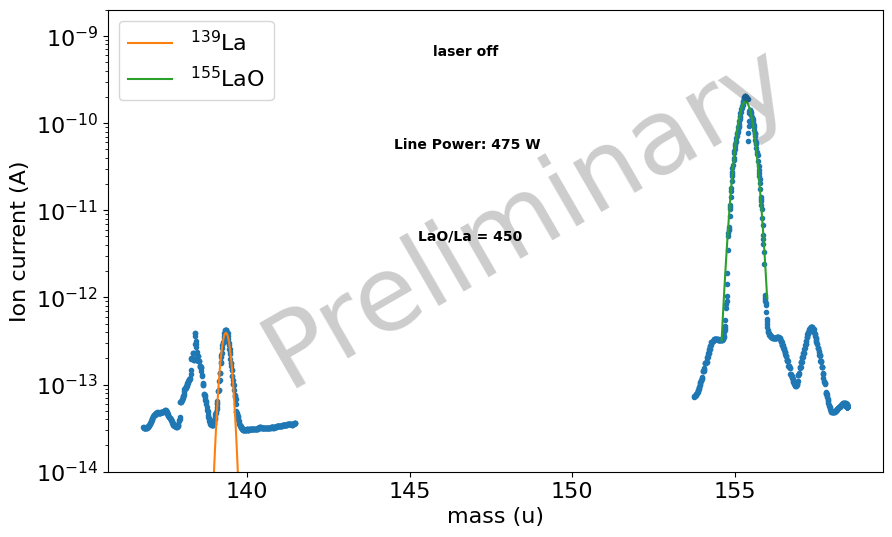 ¹³⁹La
¹⁵⁵LaO
laser off
Line Power: 475 W
LaO/La = 450
Preliminary
Ion current (A)
10⁻⁹
10⁻¹⁰
10⁻¹¹
10⁻¹²
10⁻¹³
10⁻¹⁴
140 145 150 155
mass (u)